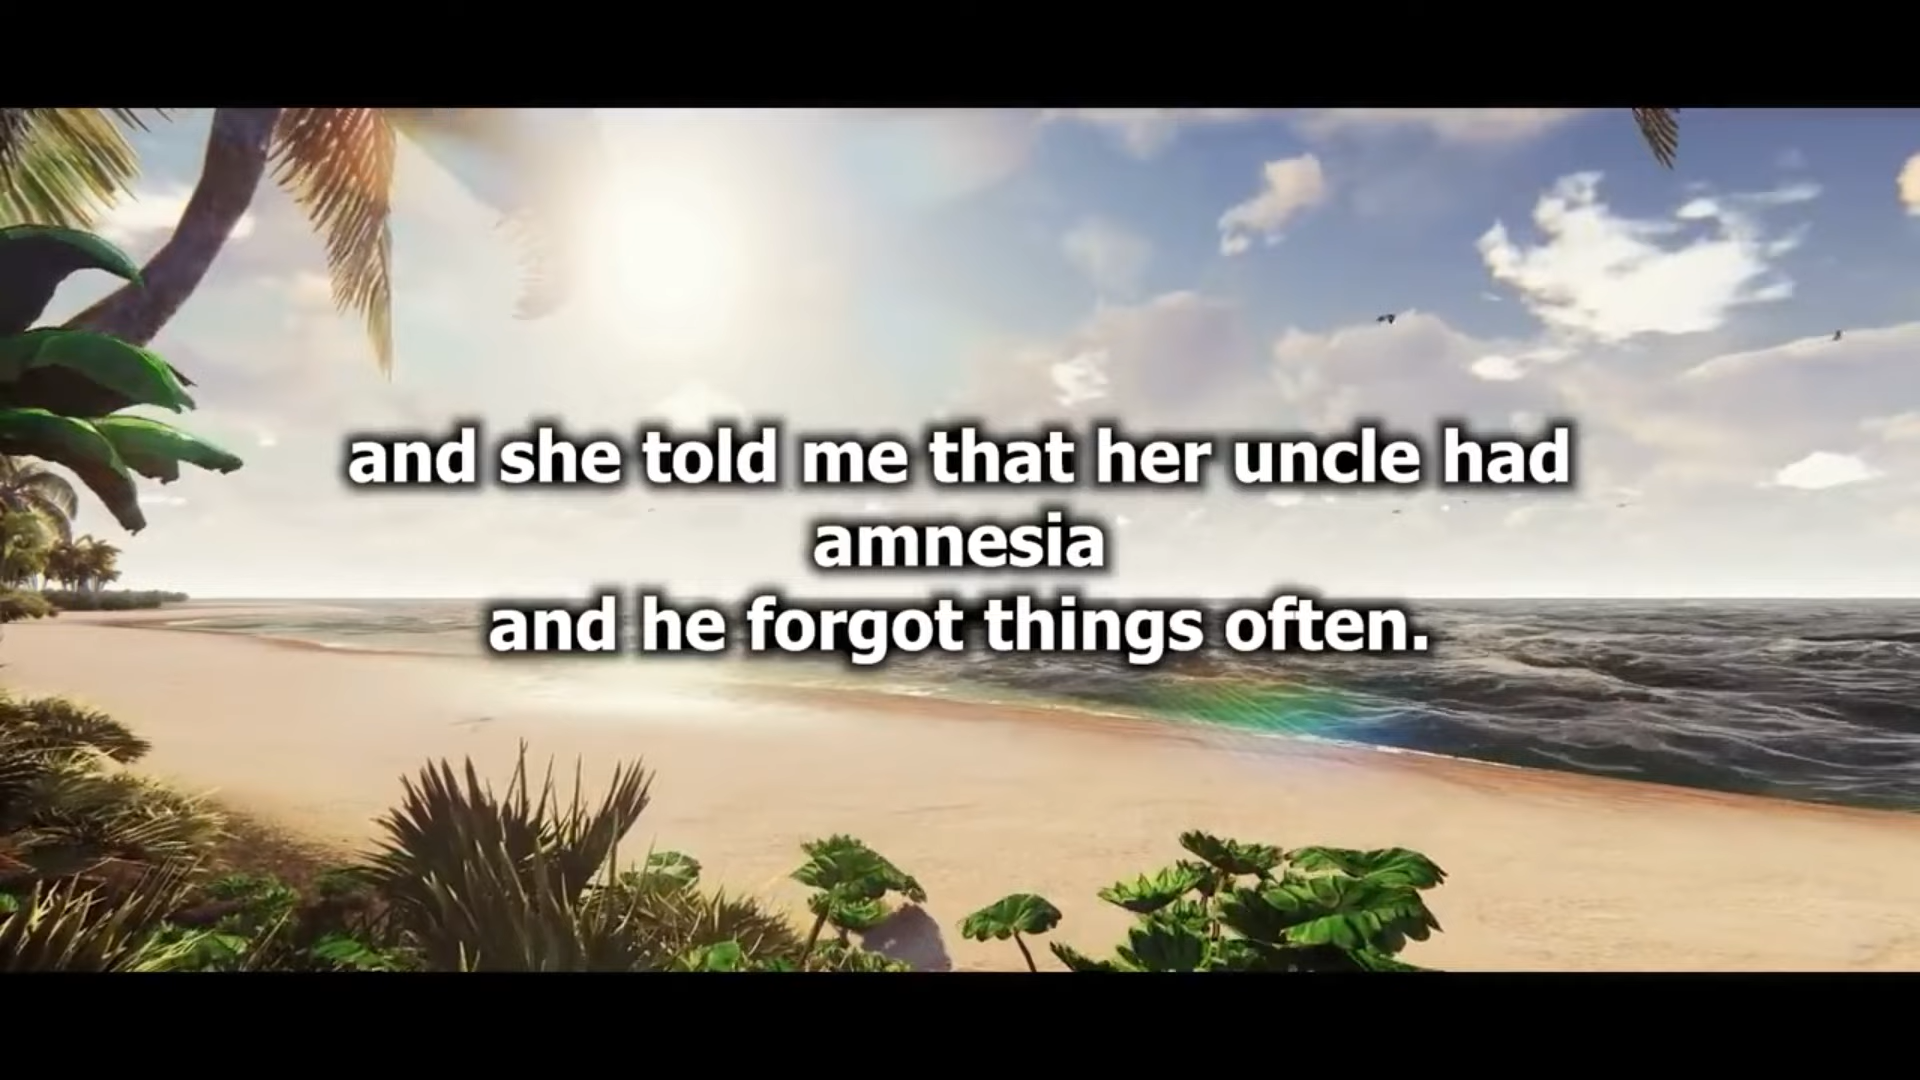 and she told me that her uncle had
amnesia
and he forgot things often.